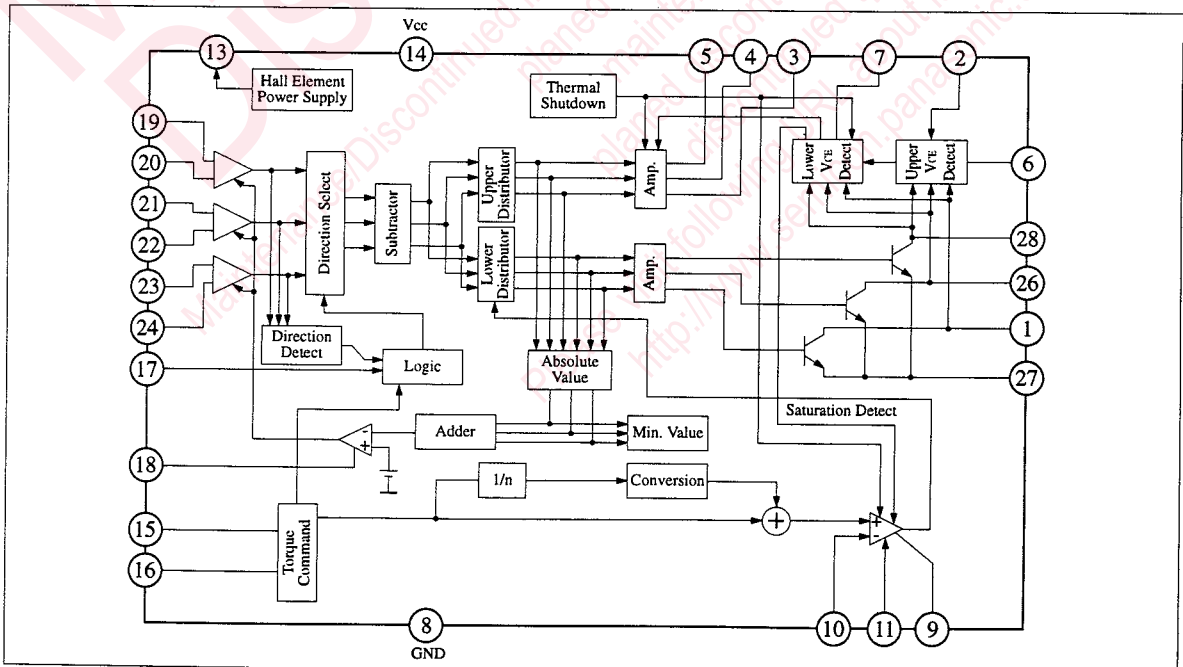 Vcc
13
14
5
4
3
7
2
Hall Element
Power Supply
Thermal
Shutdown
19
20
21
22
23
24
17
18
15
16
Direction Select
Subtractor
Upper
Distributor
Lower
Distributor
Amp.
Amp.
Lower
VCE
Detect
Upper
VCE
Detect
6
28
26
1
27
Direction
Detect
Logic
Absolute
Value
Saturation Detect
Adder
Min. Value
-
+
1/n
Conversion
+
+
-
Torque
Command
8
GND
10
11
9